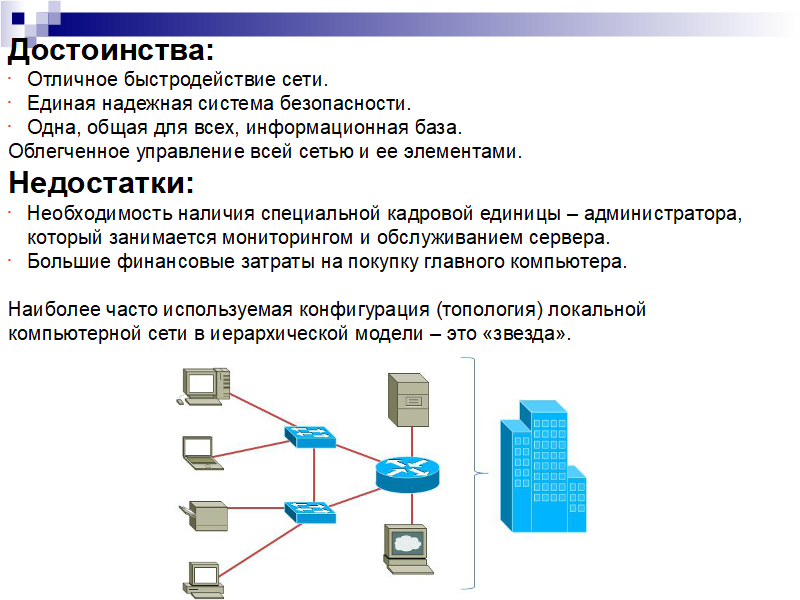 Достоинства:
Отличное быстродействие сети.
Единая надежная система безопасности.
Одна, общая для всех, информационная база.
Облегченное управление всей сетью и ее элементами.
Недостатки:
Необходимость наличия специальной кадровой единицы – администратора,
который занимается мониторингом и обслуживанием сервера.
Большие финансовые затраты на покупку главного компьютера.
Наиболее часто используемая конфигурация (топология) локальной
компьютерной сети в иерархической модели – это «звезда».